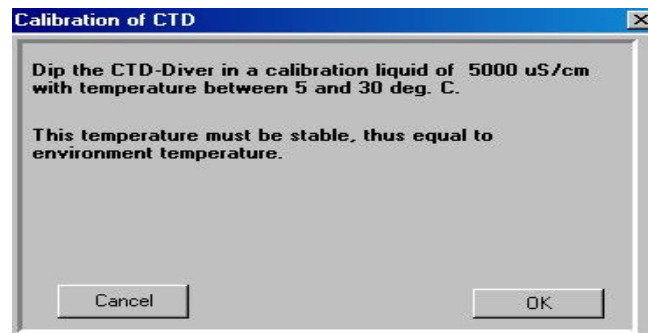 Calibration of CTD
Dip the CTD-Diver in a calibration liquid of 5000 uS/cm
with temperature between 5 and 30 deg. C.
This temperature must be stable, thus equal to
environment temperature.
Cancel
OK